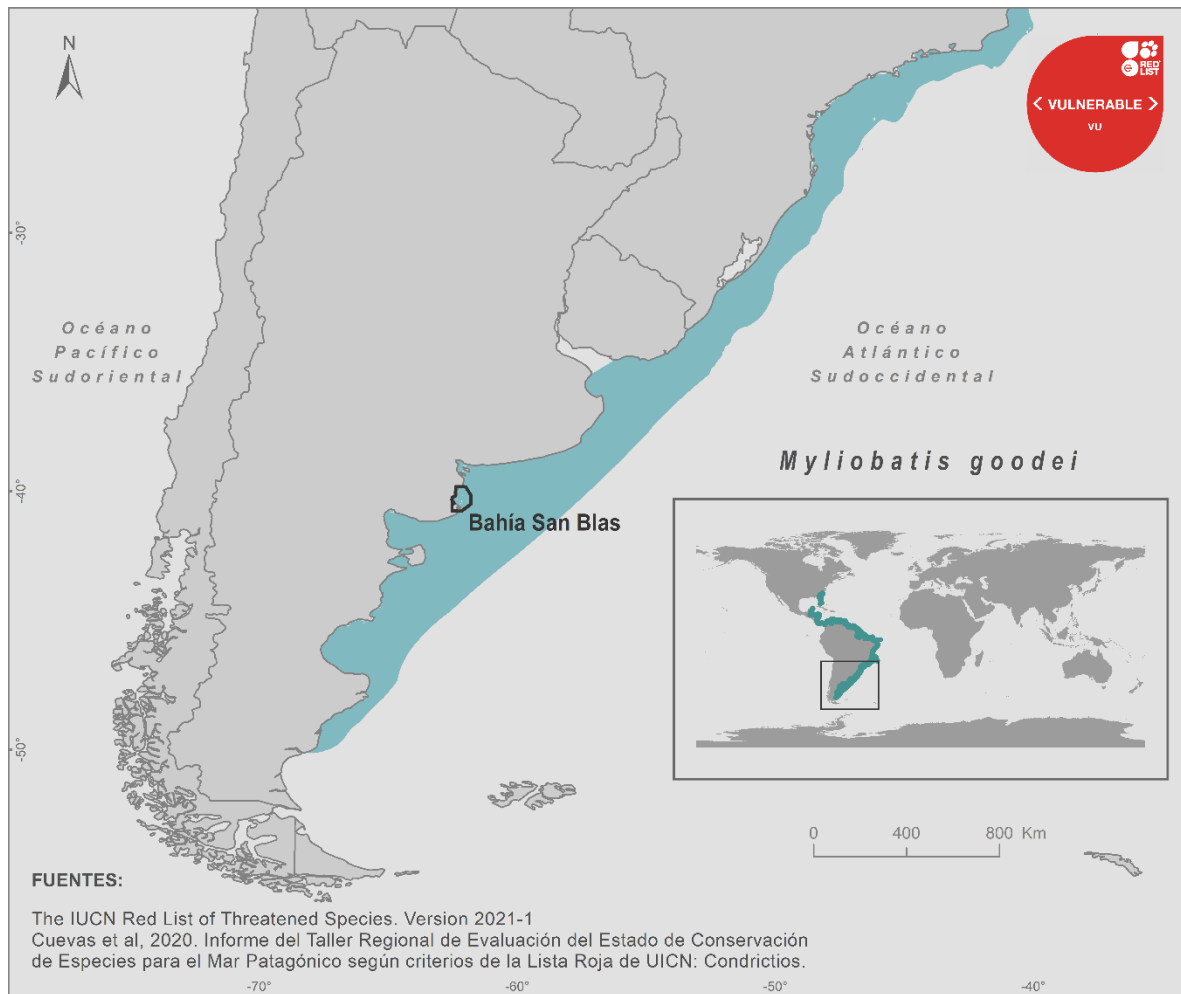 N
RED
LIST
< VULNERABLE >
VU
-30°
Océano
Pacífico
Sudoriental
Océano
Atlántico
Sudoccidental
Myliobatis goodei
-40°
Bahía San Blas
-50°
0 400 800 Km
FUENTES:
The IUCN Red List of Threatened Species. Version 2021-1
Cuevas et al, 2020. Informe del Taller Regional de Evaluación del Estado de Conservación
de Especies para el Mar Patagónico según criterios de la Lista Roja de UICN: Condrictios.
-70° -60° -50° -40°